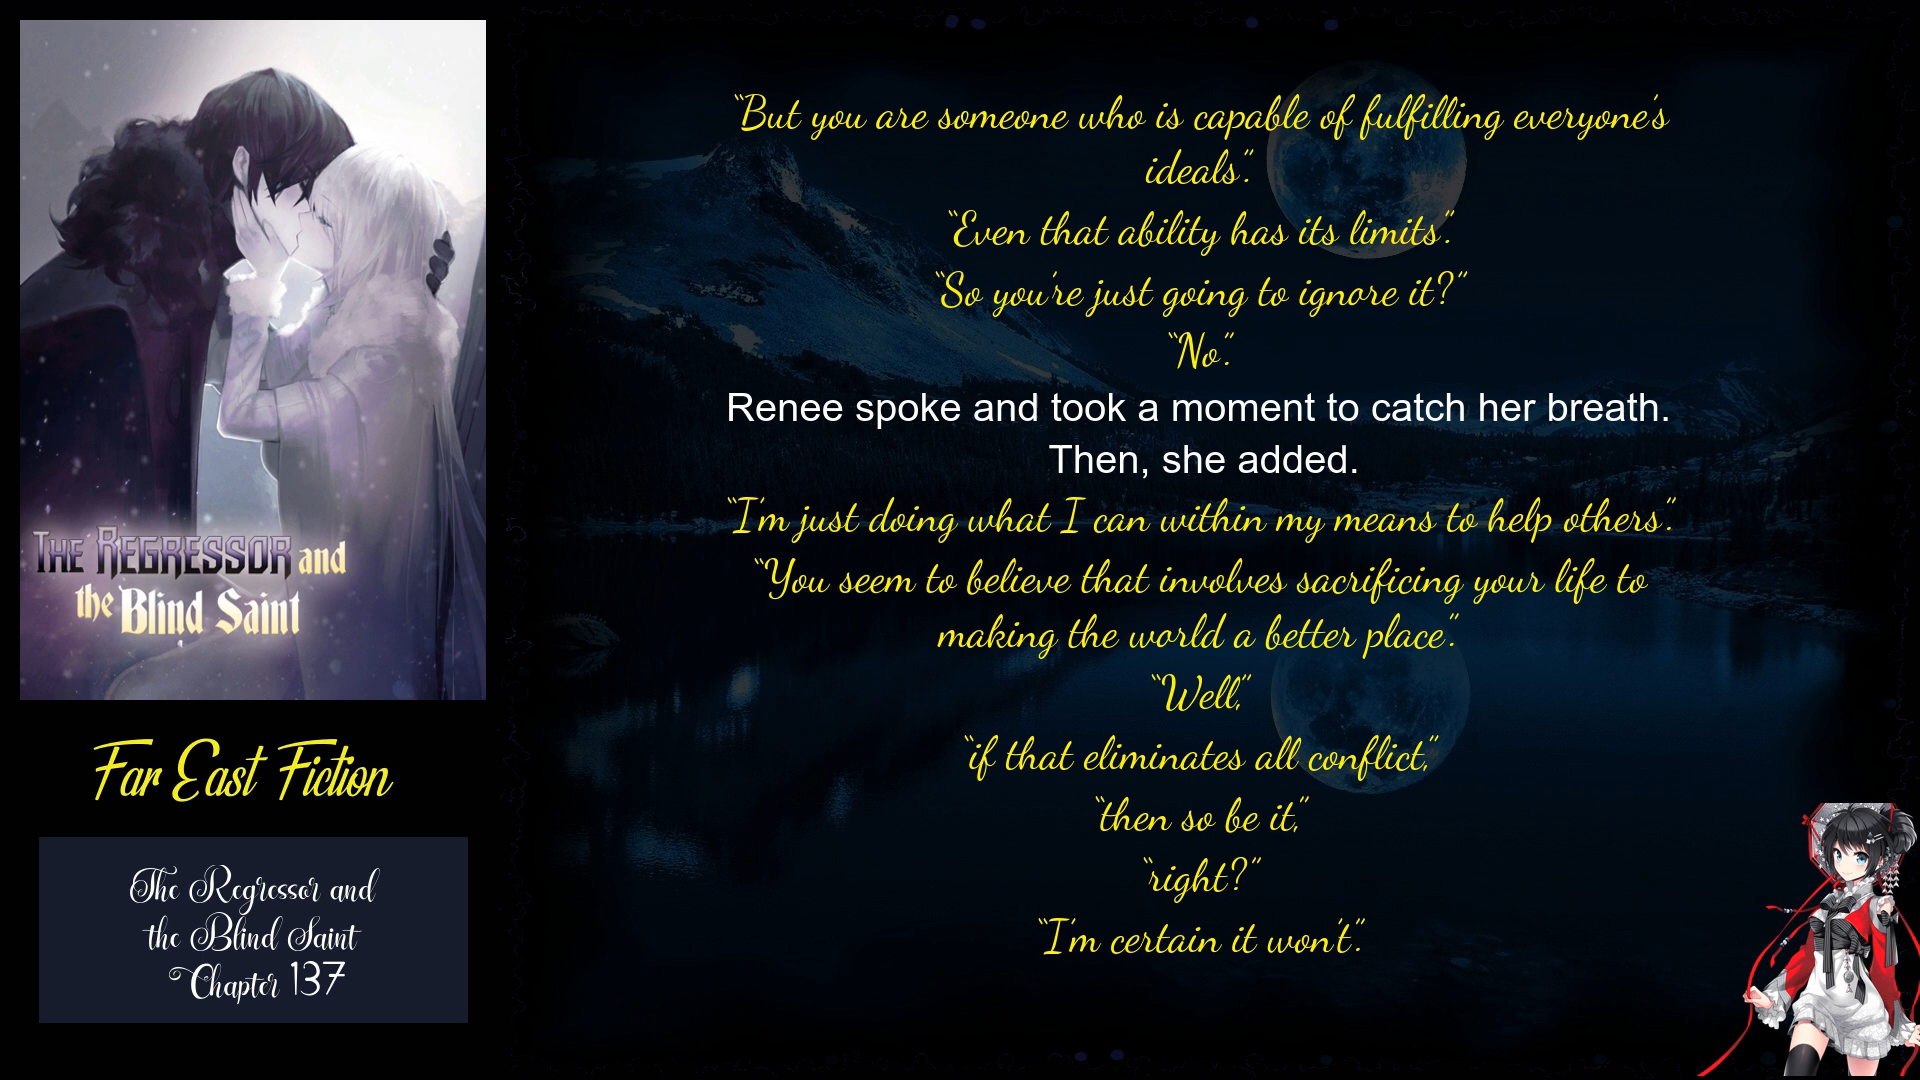 THE REGRESSOR and
the Blind Saint
Far East Fiction
The Regressor and
the Blind Saint
Chapter 137
“But you are someone who is capable of fulfilling everyone’s
ideals”.
“Even that ability has its limits”.
“So you’re just going to ignore it?”
“No”.
Renee spoke and took a moment to catch her breath.
Then, she added.
“I’m just doing what I can within my means to help others”.
“You seem to believe that involves sacrificing your life to
making the world a better place”.
“Well,”
“if that eliminates all conflict,”
“then so be it,”
“right?”
“I’m certain it won’t”.